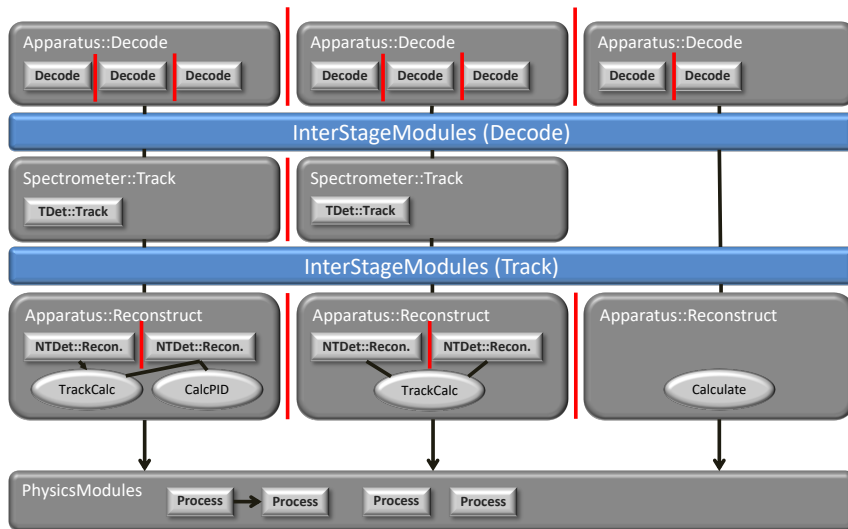 Apparatus::Decode Apparatus::Decode Apparatus::Decode
Decode Decode Decode Decode Decode Decode Decode Decode
InterStageModules (Decode)
Spectrometer::Track Spectrometer::Track
TDet::Track TDet::Track
InterStageModules (Track)
Apparatus::Reconstruct Apparatus::Reconstruct Apparatus::Reconstruct
NTDet::Recon. NTDet::Recon. NTDet::Recon. NTDet::Recon.
TrackCalc CalcPID TrackCalc Calculate
PhysicsModules
Process Process Process Process